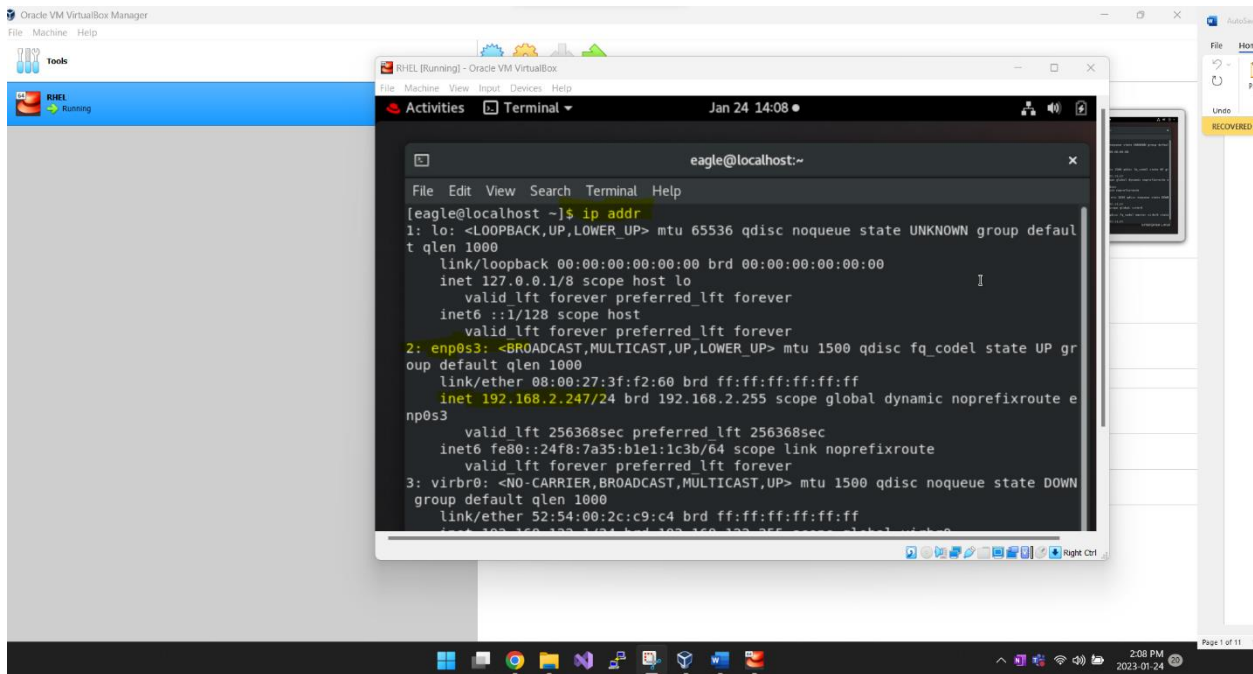 Oracle VM VirtualBox Manager
File Machine Help
Tools
RHEL
Running
RHEL [Running] - Oracle VM VirtualBox
File Machine View Input Devices Help
Activities Terminal Jan 24 14:08
eagle@localhost:~
File Edit View Search Terminal Help
[eagle@localhost ~]$ ip addr
1: lo: <LOOPBACK,UP,LOWER_UP> mtu 65536 qdisc noqueue state UNKNOWN group defaul
t qlen 1000
link/loopback 00:00:00:00:00:00 brd 00:00:00:00:00:00
inet 127.0.0.1/8 scope host lo
valid_lft forever preferred_lft forever
inet6 ::1/128 scope host
valid_lft forever preferred_lft forever
2: enp0s3: <BROADCAST,MULTICAST,UP,LOWER_UP> mtu 1500 qdisc fq_codel state UP gr
oup default qlen 1000
link/ether 08:00:27:3f:f2:60 brd ff:ff:ff:ff:ff:ff
inet 192.168.2.247/24 brd 192.168.2.255 scope global dynamic noprefixroute e
np0s3
valid_lft 256368sec preferred_lft 256368sec
inet6 fe80::24f8:7a35:b1e1:1c3b/64 scope link noprefixroute
valid_lft forever preferred_lft forever
3: virbr0: <NO-CARRIER,BROADCAST,MULTICAST,UP> mtu 1500 qdisc noqueue state DOWN
group default qlen 1000
link/ether 52:54:00:2c:c9:c4 brd ff:ff:ff:ff:ff:ff
Right Ctrl
File Hom
Undo
RECOVERED
Page 1 of 11
2:08 PM
2023-01-24
20